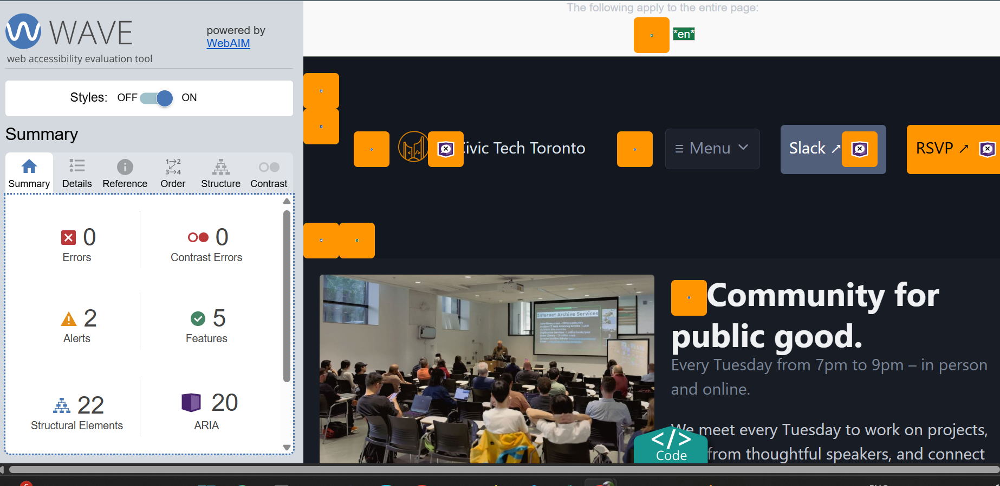 WAVE
web accessibility evaluation tool
powered by
WebAIM
Styles: OFF ON
Summary
Summary Details Reference Order Structure Contrast
0
Errors
0
Contrast Errors
2
Alerts
5
Features
22
Structural Elements
20
ARIA
The following apply to the entire page:
*en*
ivic Tech Toronto
Menu
Slack ↗
RSVP ↗
Internet Archive Services
Community for
public good.
Every Tuesday from 7pm to 9pm – in person
and online.
We meet every Tuesday to work on projects,
from thoughtful speakers, and connect
</> 
Code